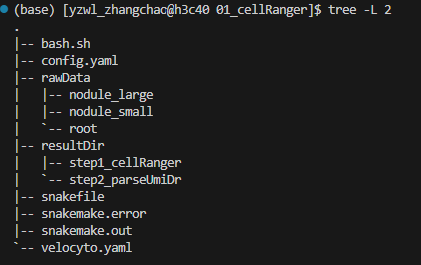 (base) [yzwl_zhangchao@h3c40 01_cellRanger]$ tree -L 2
.
|-- bash.sh
|-- config.yaml
|-- rawData
|   |-- nodule_large
|   |-- nodule_small
|   `-- root
|-- resultDir
|   |-- step1_cellRanger
|   `-- step2_parseUmiDr
|-- snakefile
|-- snakemake.error
|-- snakemake.out
`-- velocyto.yaml